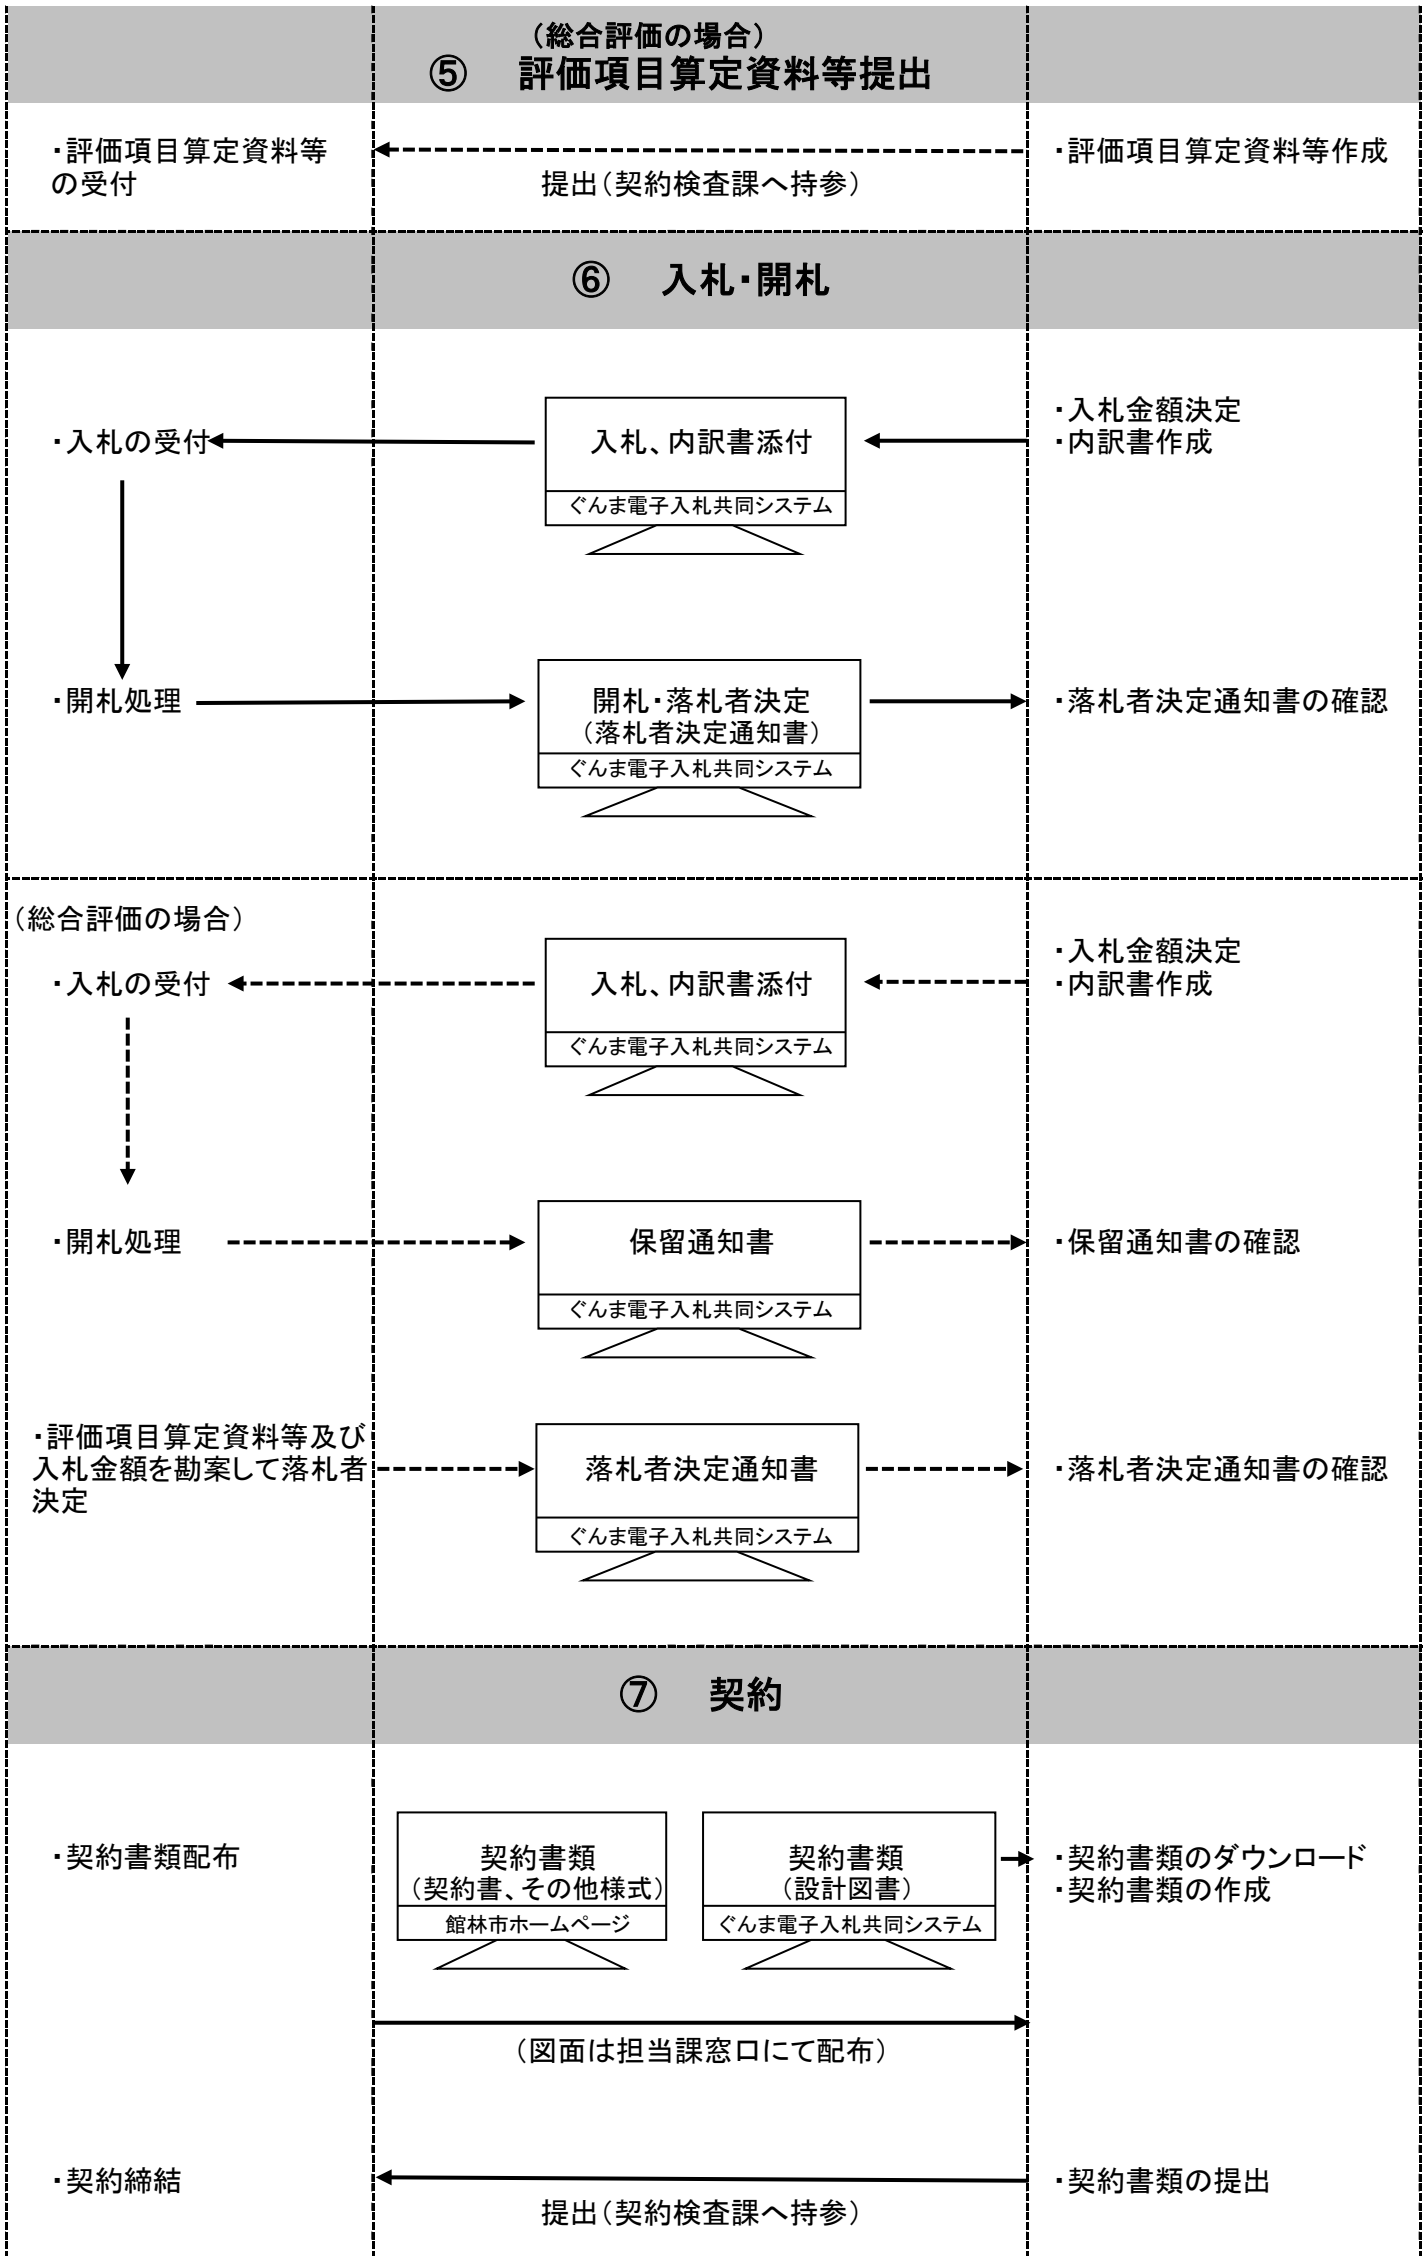 （総合評価の場合）
⑤　評価項目算定資料等提出
・評価項目算定資料等
の受付
提出（契約検査課へ持参）
・評価項目算定資料等作成
⑥　入札・開札
・入札の受付
入札、内訳書添付
ぐんま電子入札共同システム
・入札金額決定
・内訳書作成
・開札処理
開札・落札者決定
（落札者決定通知書）
ぐんま電子入札共同システム
・落札者決定通知書の確認
（総合評価の場合）
・入札の受付
入札、内訳書添付
ぐんま電子入札共同システム
・入札金額決定
・内訳書作成
・開札処理
保留通知書
ぐんま電子入札共同システム
・保留通知書の確認
・評価項目算定資料等及び
入札金額を勘案して落札者
決定
落札者決定通知書
ぐんま電子入札共同システム
・落札者決定通知書の確認
⑦　契約
・契約書類配布
契約書類
（契約書、その他様式）
館林市ホームページ
契約書類
（設計図書）
ぐんま電子入札共同システム
・契約書類のダウンロード
・契約書類の作成
（図面は担当課窓口にて配布）
・契約締結
提出（契約検査課へ持参）
・契約書類の提出